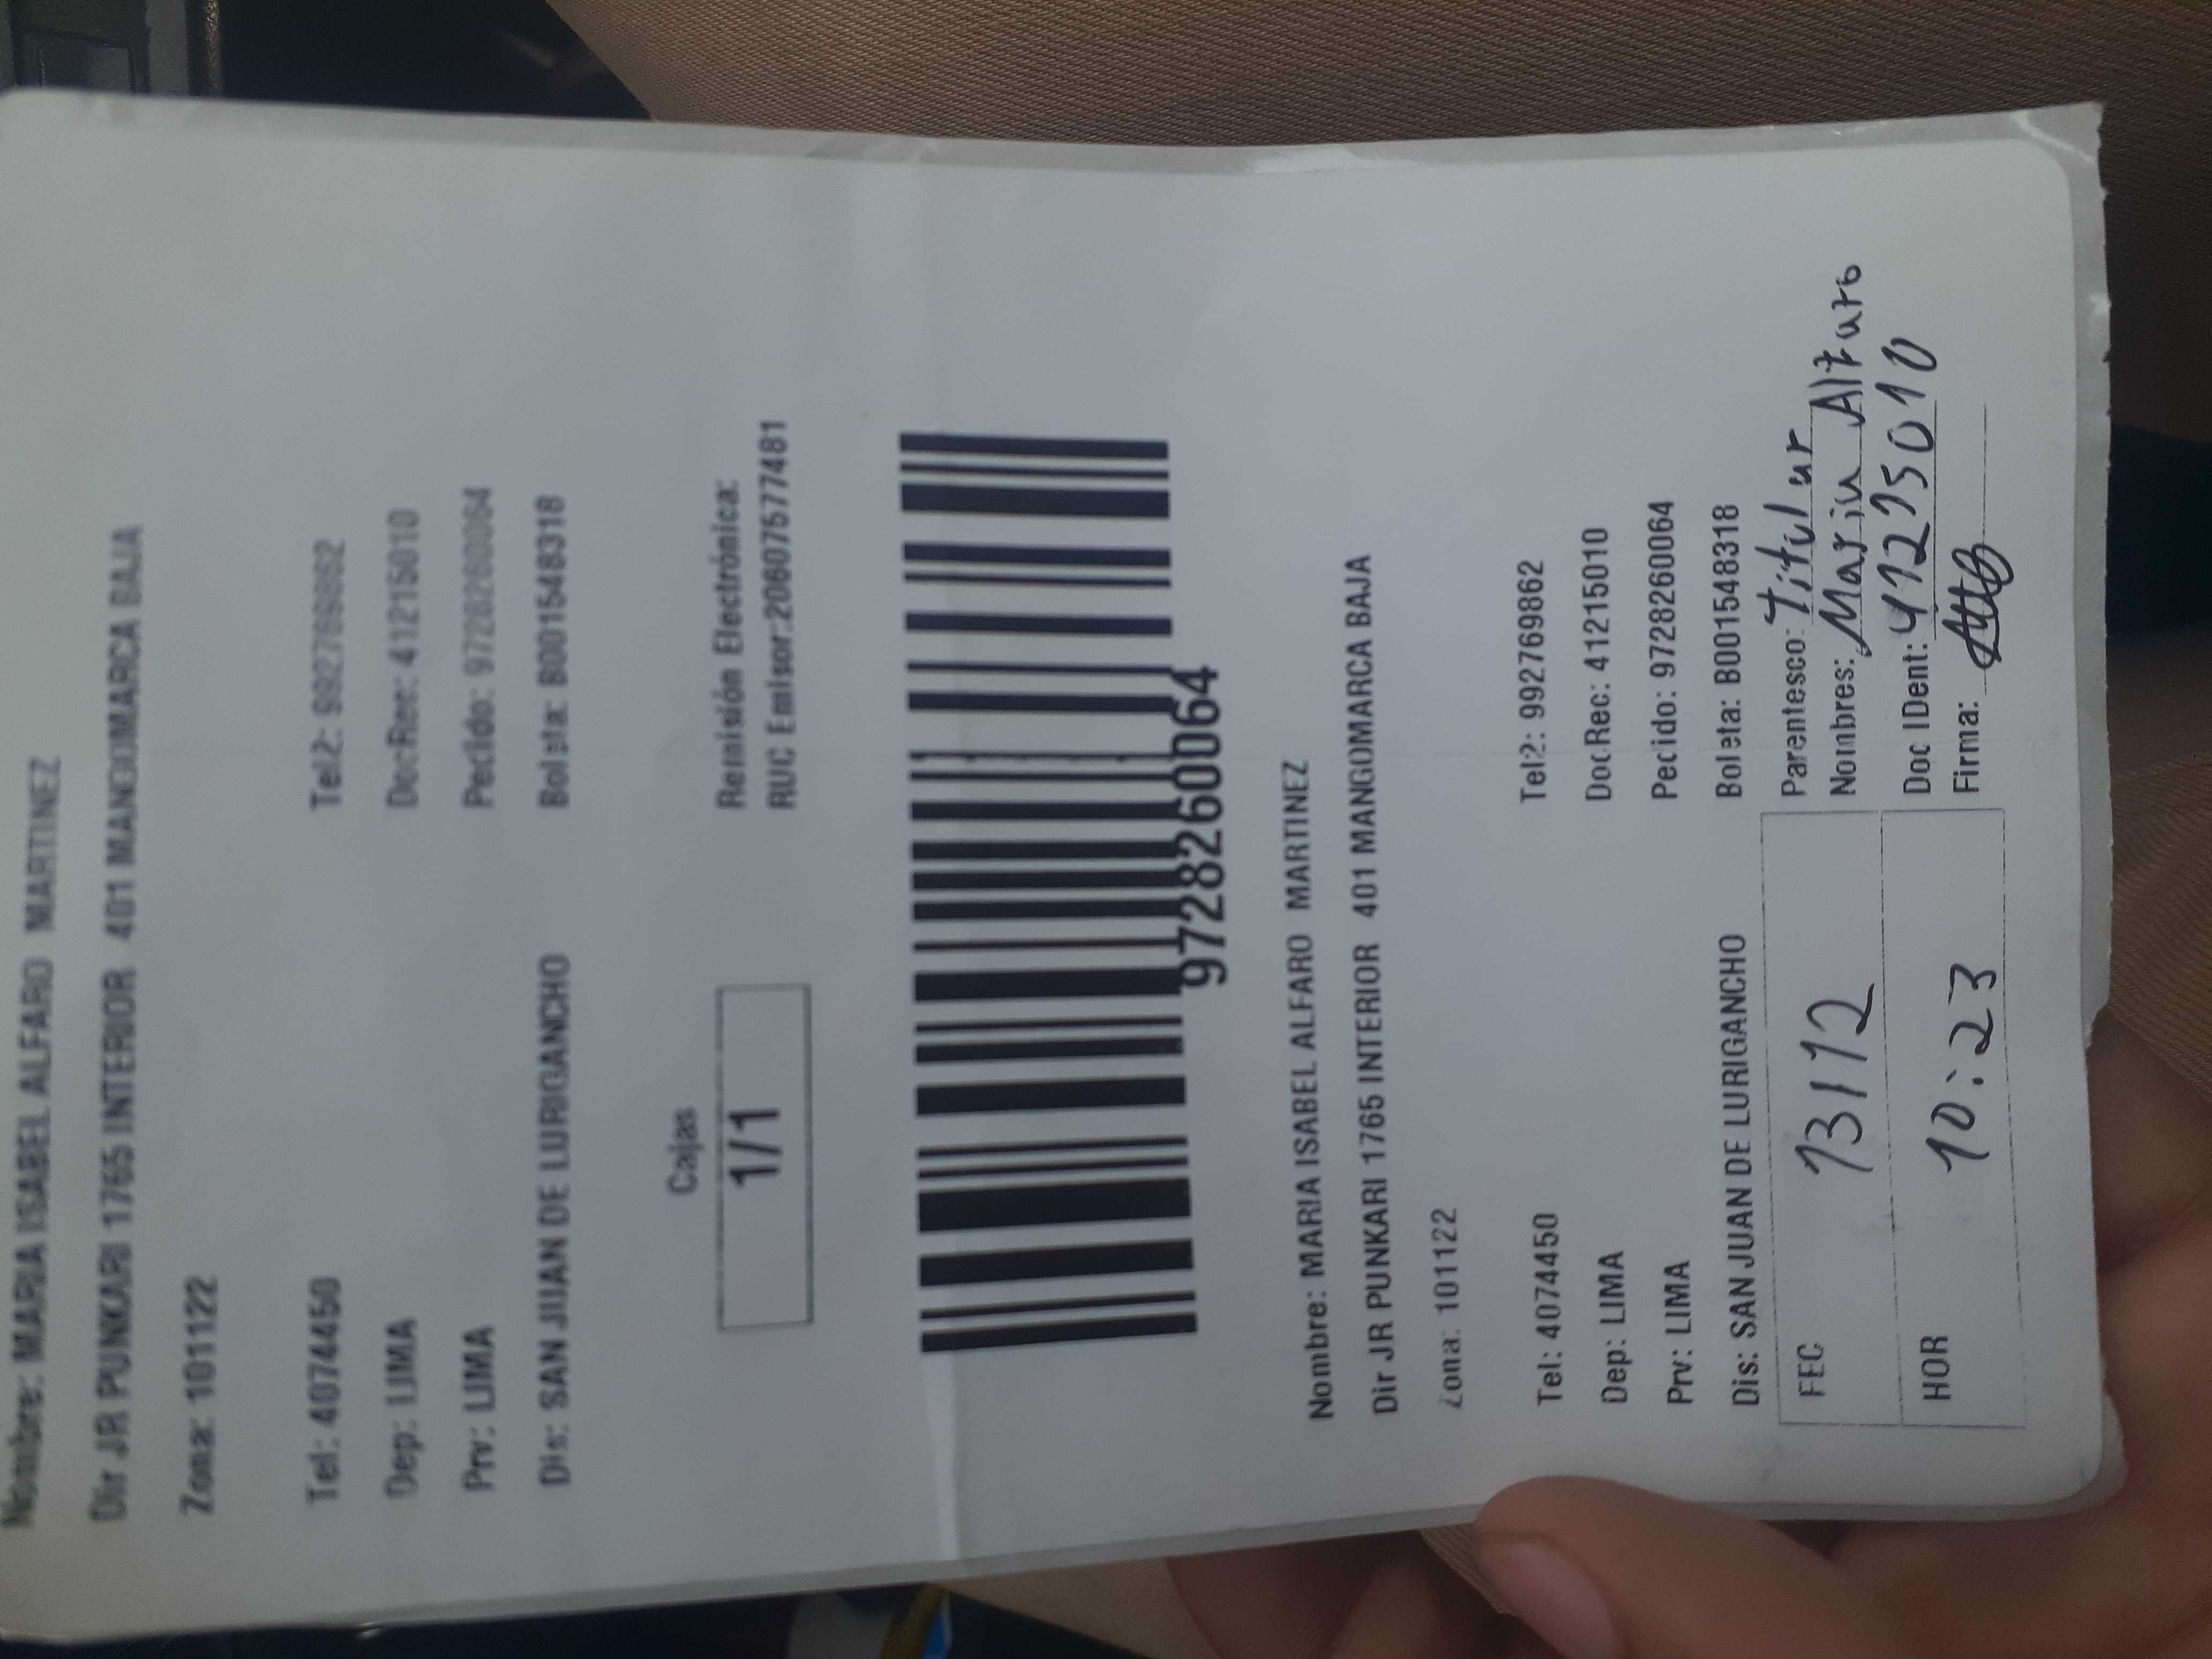 Nombre: MARIA ISABEL ALFARO MARTINEZ
Dir JR PUNKARI 1765 INTERIOR 401 MANGOMARCA BAJA
Zona: 101122
Tel: 4074450 Tel2: 992769862
Dep: LIMA DocRec: 41215010
Prv: LIMA Pecido: 9728260064
Dis: SAN JUAN DE LURIGANCHO Boleta: B001548318
Cajas
1/1
Remisión Electrónica:
RUC Emisor:20607577481
9728260064
Nombre: MARIA ISABEL ALFARO MARTINEZ
Dir JR PUNKARI 1765 INTERIOR 401 MANGOMARCA BAJA
Zona: 101122
Tel: 4074450 Tel2: 992769862
Dep: LIMA DocRec: 41215010
Prv: LIMA Pecido: 9728260064
Dis: SAN JUAN DE LURIGANCHO Boleta: B001548318
FEC 13/12
HOR 10:23
Parentesco: Titular
Nombres: Maria Alfaro
Doc IDent: 41215010
Firma: